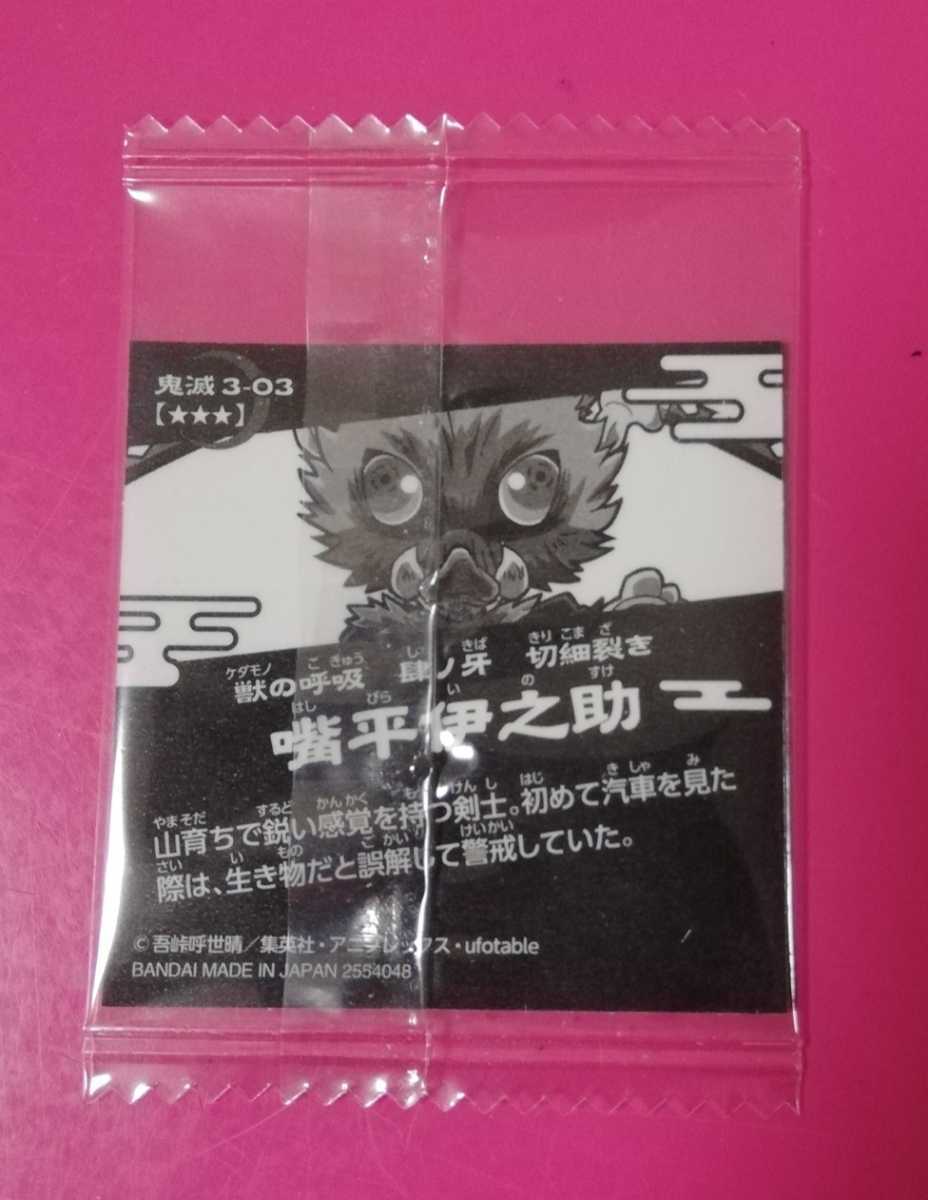 鬼滅 3-03
【★★★】
ケダモノ こ きゅう し きば きり こま ざ
獣の呼吸 肆ノ牙 切細裂き
はし びら い の すけ
嘴平伊之助
やま そだ するど かん かく も けん し はじ き しゃ み
山育ちで鋭い感覚を持つ剣士。初めて汽車を見た
さい い もの ご かい けいかい
際は、生き物だと誤解して警戒していた。
©吾峠呼世晴／集英社・アニプレックス・ufotable
BANDAI MADE IN JAPAN 2554048